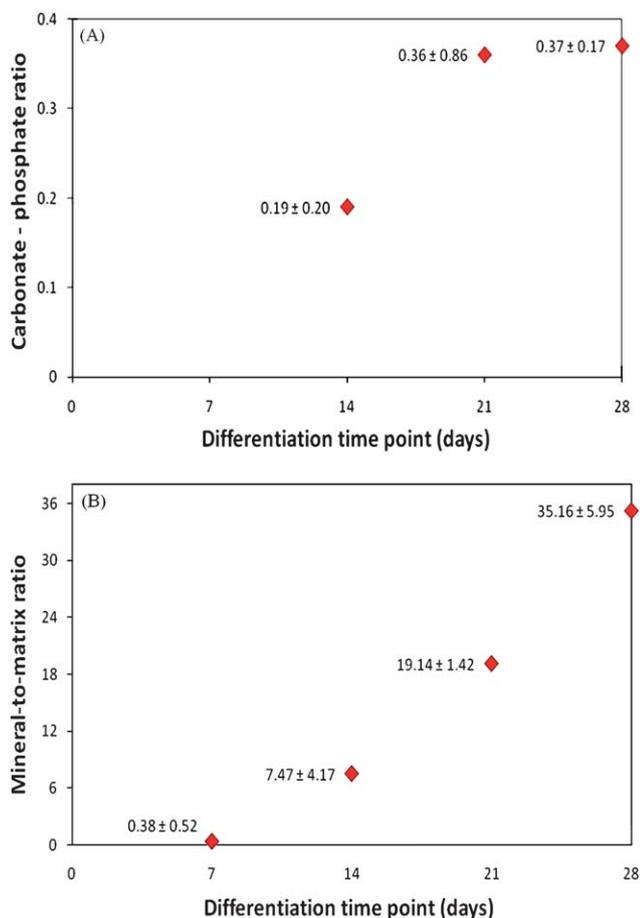 (A)
Carbonate - phosphate ratio
0.4
0.3
0.2
0.1
0
0.36 ± 0.86
0.37 ± 0.17
0.19 ± 0.20
0 7 14 21 28
Differentiation time point (days)
(B)
Mineral-to-matrix ratio
36
30
24
18
12
6
0
35.16 ± 5.95
19.14 ± 1.42
7.47 ± 4.17
0.38 ± 0.52
0 7 14 21 28
Differentiation time point (days)